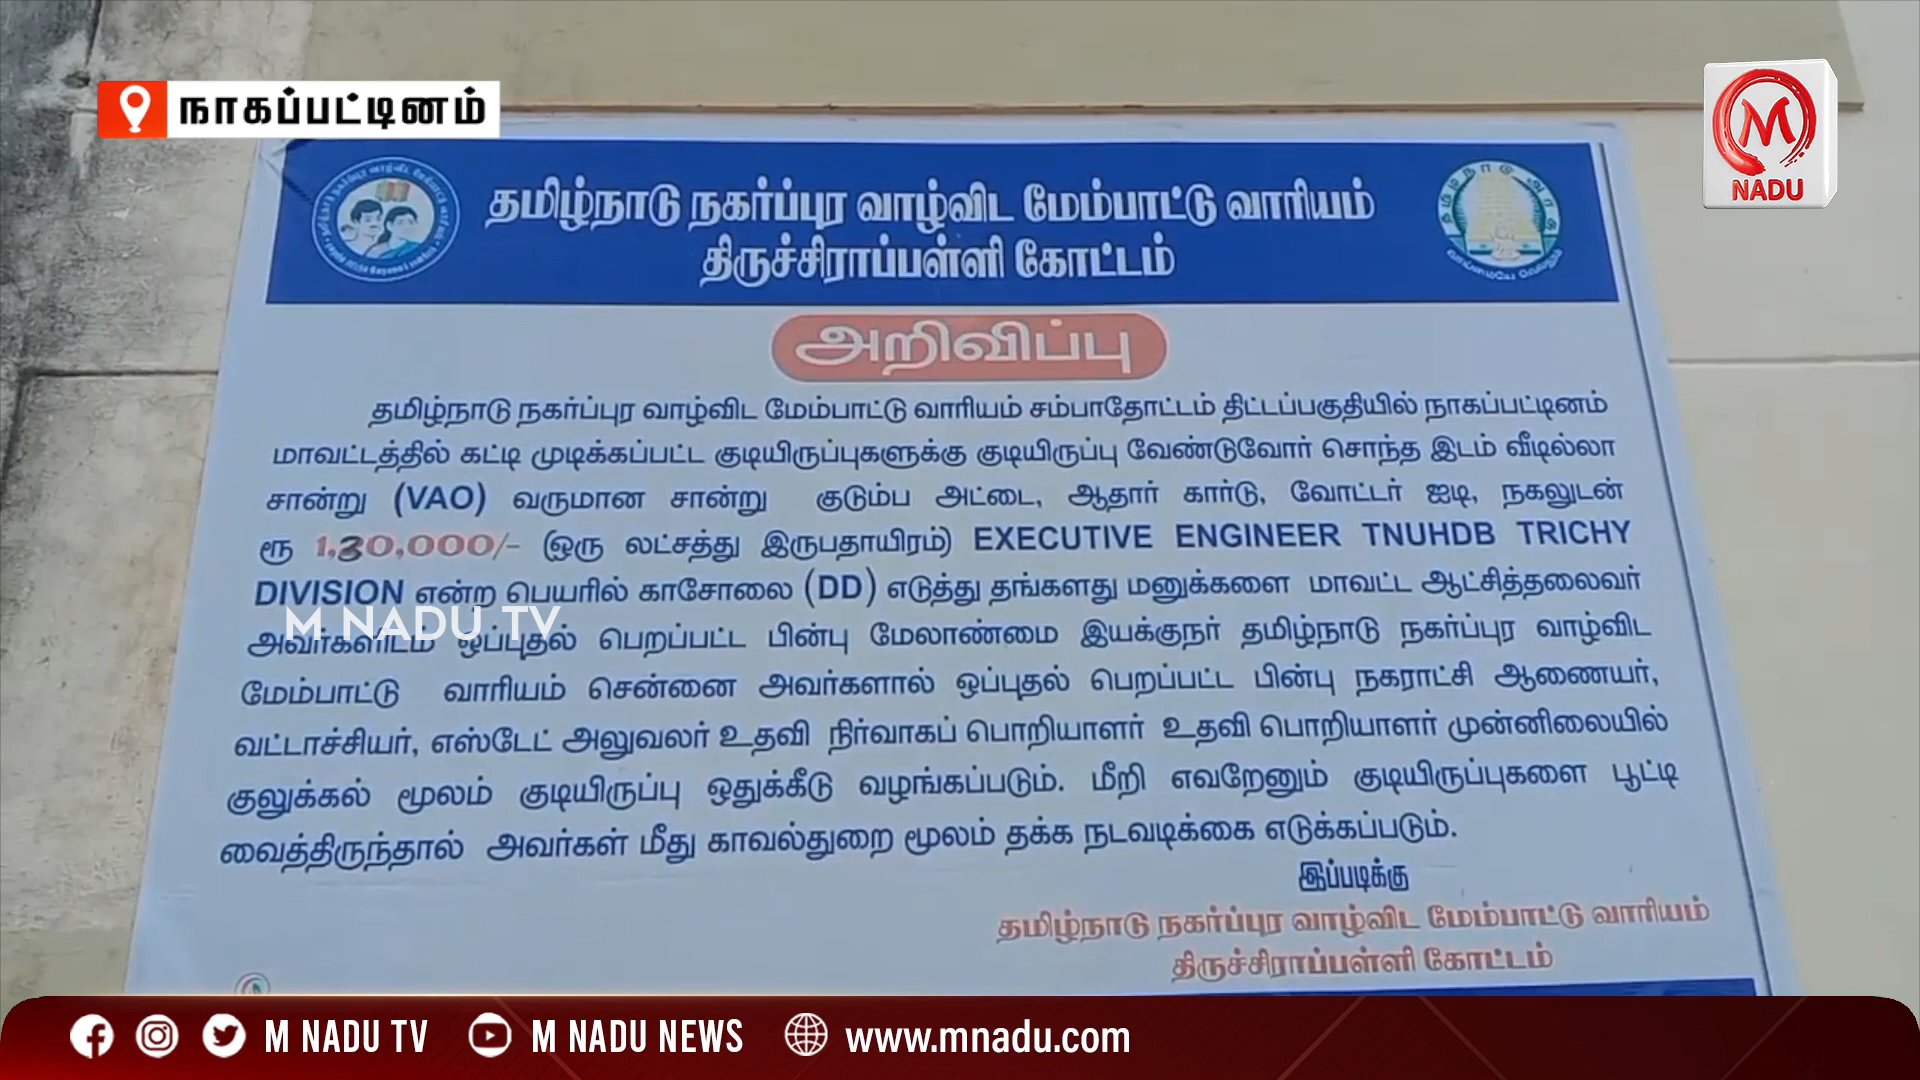 நாகப்பட்டினம்
M
NADU
தமிழ்நாடு நகர்ப்புர வாழ்விட மேம்பாட்டு வாரியம்
திருச்சிராப்பள்ளி கோட்டம்
அறிவிப்பு
தமிழ்நாடு நகர்ப்புர வாழ்விட மேம்பாட்டு வாரியம் சம்பாதோட்டம் திட்டப்பகுதியில் நாகப்பட்டினம்
மாவட்டத்தில் கட்டி முடிக்கப்பட்ட குடியிருப்புகளுக்கு குடியிருப்பு வேண்டுவோர் சொந்த இடம் வீடில்லா
சான்று (VAO) வருமான சான்று குடும்ப அட்டை, ஆதார் கார்டு, வோட்டர் ஐடி, நகலுடன்
ரூ 1,30,000/- (ஒரு லட்சத்து இருபதாயிரம்) EXECUTIVE ENGINEER TNUHDB TRICHY
DIVISION என்ற பெயரில் காசோலை (DD) எடுத்து தங்களது மனுக்களை மாவட்ட ஆட்சித்தலைவர்
M NADU TV
அவர்களிடம் ஒப்புதல் பெறப்பட்ட பின்பு மேலாண்மை இயக்குநர் தமிழ்நாடு நகர்ப்புர வாழ்விட
மேம்பாட்டு வாரியம் சென்னை அவர்களால் ஒப்புதல் பெறப்பட்ட பின்பு நகராட்சி ஆணையர்,
வட்டாச்சியர், எஸ்டேட் அலுவலர் உதவி நிர்வாகப் பொறியாளர் உதவி பொறியாளர் முன்னிலையில்
குலுக்கல் மூலம் குடியிருப்பு ஒதுக்கீடு வழங்கப்படும். மீறி எவரேனும் குடியிருப்புகளை பூட்டி
வைத்திருந்தால் அவர்கள் மீது காவல்துறை மூலம் தக்க நடவடிக்கை எடுக்கப்படும்.
இப்படிக்கு
தமிழ்நாடு நகர்ப்புர வாழ்விட மேம்பாட்டு வாரியம்
திருச்சிராப்பள்ளி கோட்டம்
M NADU TV M NADU NEWS www.mnadu.com